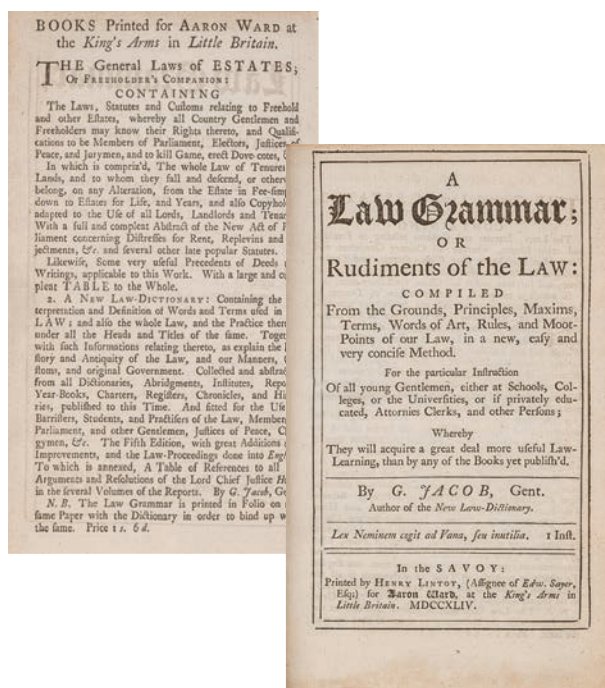 BOOKS Printed for AARON WARD at
the King's Arms in Little Britain.
THE General Laws of ESTATES;
Or FREEHOLDER'S COMPANION:
CONTAINING
The Laws, Statutes and Cuſtoms relating to Freehold
and other Eſtates, whereby all Country Gentlemen and
Freeholders may know their Rights thereto, and Qualifi-
cations to be Members of Parliament, Electors, Juſtices of
Peace, and Jurymen, and to kill Game, erect Dove-cotes,
In which is compriz'd, The whole Law of Tenures
Lands, and to whom they fall and deſcend, or
belong, on any Alteration, from the Eſtate in
down to Eſtates for Life, and Years, and alſo
adapted to the Uſe of all Lords, Landlords and
With a full and compleat Abſtract of the New Act of
liament concerning Diſtreſſes for Rent, Replevins and
jectments, &c. and ſeveral other late popular Statutes.
Likewiſe, Some very uſeful Precedents of Deeds
Writings, applicable to this Work. With a large and
pleat TABLE to the Whole.
2. A NEW LAW-DICTIONARY: Containing the
terpretation and Definition of Words and Terms uſed in
LAW; and alſo the whole Law, and the Practice
under all the Heads and Titles of the ſame.
with ſuch Informations relating thereto, as explain the
ſtory and Antiquity of the Law, and our Manners,
ſtoms, and original Government. Collected and
from all Dictionaries, Abridgments, Inſtitutes,
Year-Books, Charters, Regiſters, Chronicles, and
ries, publiſhed to this Time. And fitted for the Uſe
Barriſters, Students, and Practiſers of the Law,
Parliament, and other Gentlemen, Juſtices of Peace,
gymen, &c. The Fifth Edition, with great Additions
Improvements, and the Law-Proceedings done into
To which is annexed, A Table of References to all
Arguments and Reſolutions of the Lord Chief Juſtice
in the ſeveral Volumes of the Reports. By G. Jacob,
N. B. The Law Grammar is printed in Folio on
ſame Paper with the Dictionary in order to bind up
the ſame. Price 1 s. 6 d.
A
Law Grammar;
OR
Rudiments of the LAW:
COMPILED
From the Grounds, Principles, Maxims,
Terms, Words of Art, Rules, and Moot-
Points of our Law, in a new, eaſy and
very conciſe Method.
For the particular Inſtruction
Of all young Gentlemen, either at Schools, Col-
leges, or the Univerſities, or if privately edu-
cated, Attornies Clerks, and other Perſons;
Whereby
They will acquire a great deal more uſeful Law-
Learning, than by any of the Books yet publiſh'd.
By G. JACOB, Gent.
Author of the New Law-Dictionary.
Lex Neminem cogit ad Vana, ſeu inutilia. 1 Inſt.
In the SAVOY:
Printed by HENRY LINTOT, (Aſſignee of Edw. Sayer,
Eſq;) for Aaron Ward, at the King's Arms in
Little Britain. MDCCXLIV.